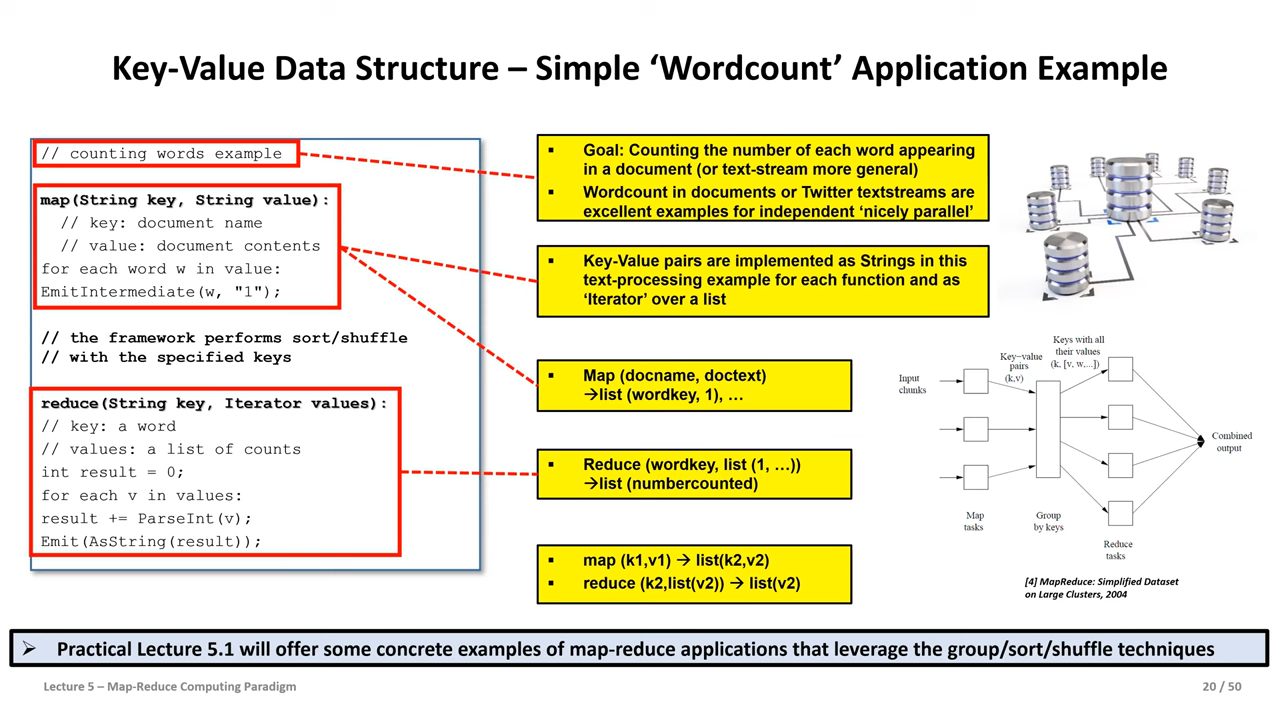 Key-Value Data Structure – Simple ‘Wordcount’ Application Example
// counting words example
map(String key, String value):
// key: document name
// value: document contents
for each word w in value:
EmitIntermediate(w, "1");
// the framework performs sort/shuffle
// with the specified keys
reduce(String key, Iterator values):
// key: a word
// values: a list of counts
int result = 0;
for each v in values:
result += ParseInt(v);
Emit(AsString(result));
▪ Goal: Counting the number of each word appearing
in a document (or text-stream more general)
▪ Wordcount in documents or Twitter textstreams are
excellent examples for independent ‘nicely parallel’
▪ Key-Value pairs are implemented as Strings in this
text-processing example for each function and as
‘Iterator’ over a list
▪ Map (docname, doctext)
→list (wordkey, 1), …
▪ Reduce (wordkey, list (1, …))
→list (numbercounted)
▪ map (k1,v1) → list(k2,v2)
▪ reduce (k2,list(v2)) → list(v2)
Input
chunks
Key−value
pairs
(k,v)
Keys with all
their values
(k, [v, w,...])
Combined
output
Map
tasks
Group
by keys
Reduce
tasks
[4] MapReduce: Simplified Dataset
on Large Clusters, 2004
➢ Practical Lecture 5.1 will offer some concrete examples of map-reduce applications that leverage the group/sort/shuffle techniques
Lecture 5 – Map-Reduce Computing Paradigm
20 / 50